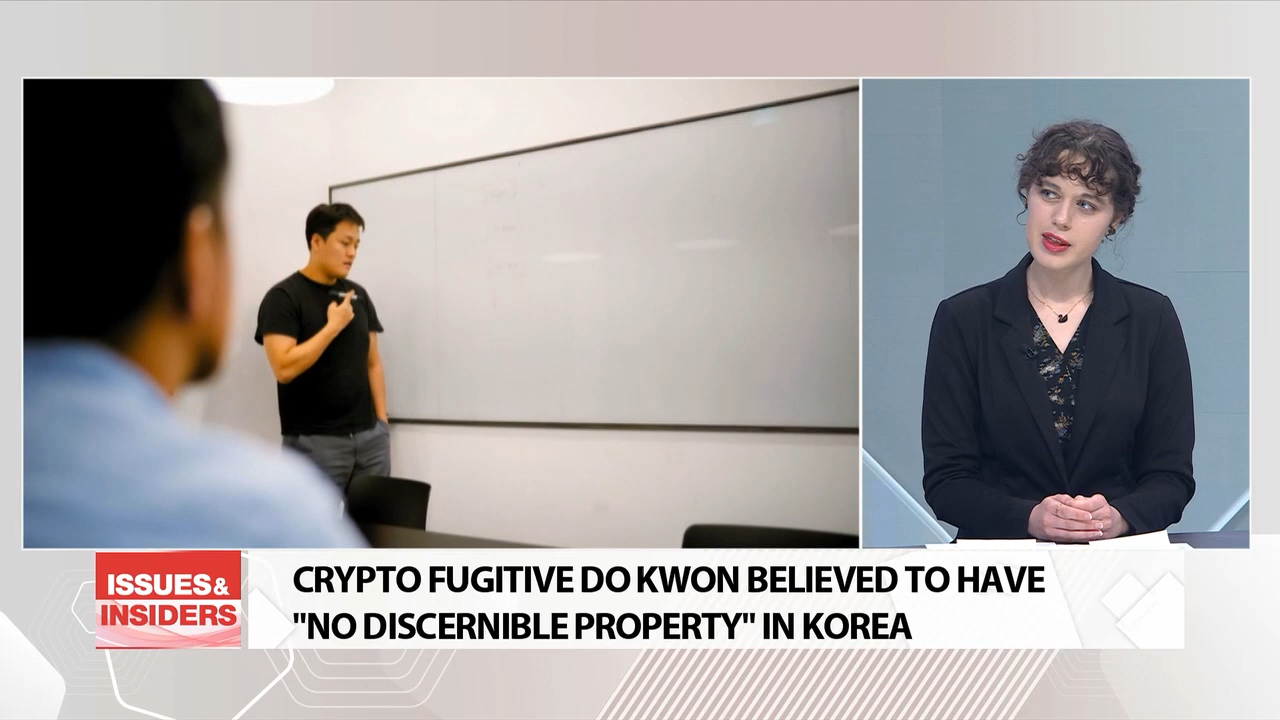 ISSUES&
INSIDERS
CRYPTO FUGITIVE DO KWON BELIEVED TO HAVE
"NO DISCERNIBLE PROPERTY" IN KOREA